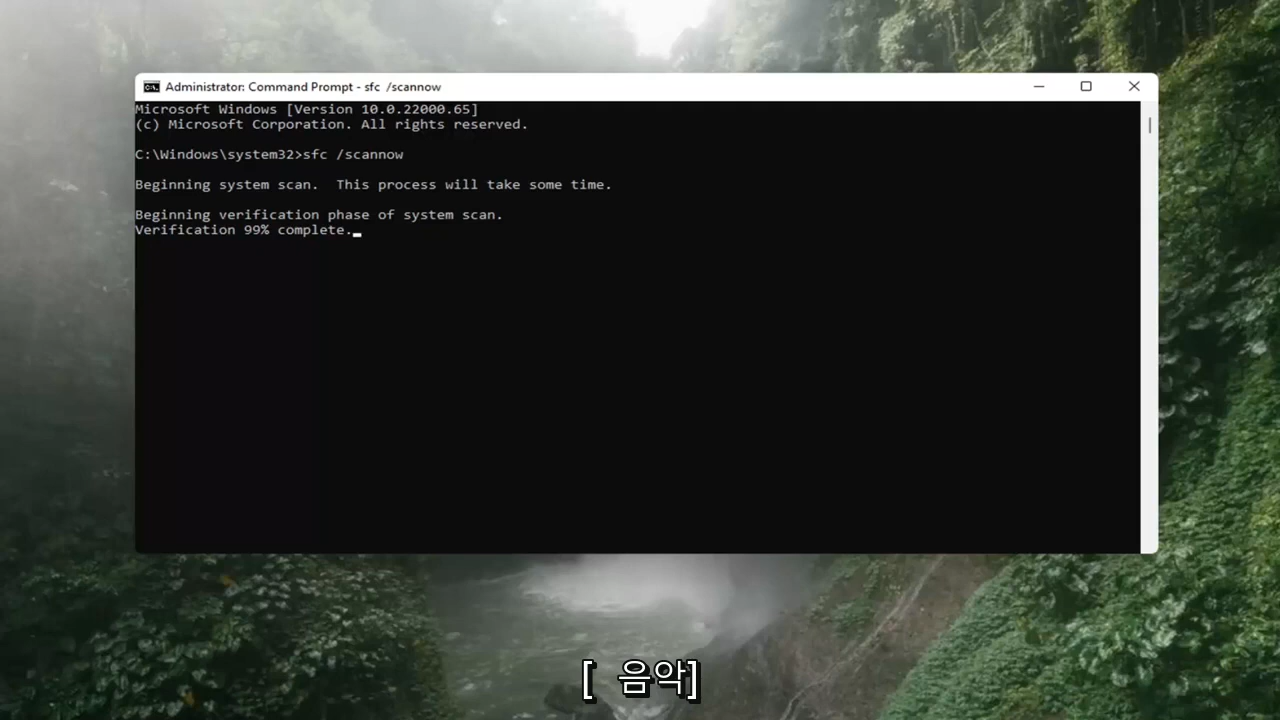 Administrator: Command Prompt - sfc  /scannow
Microsoft Windows [Version 10.0.22000.65]
(c) Microsoft Corporation. All rights reserved.
C:\Windows\system32>sfc /scannow
Beginning system scan.  This process will take some time.
Beginning verification phase of system scan.
Verification 99% complete.
[  음악]